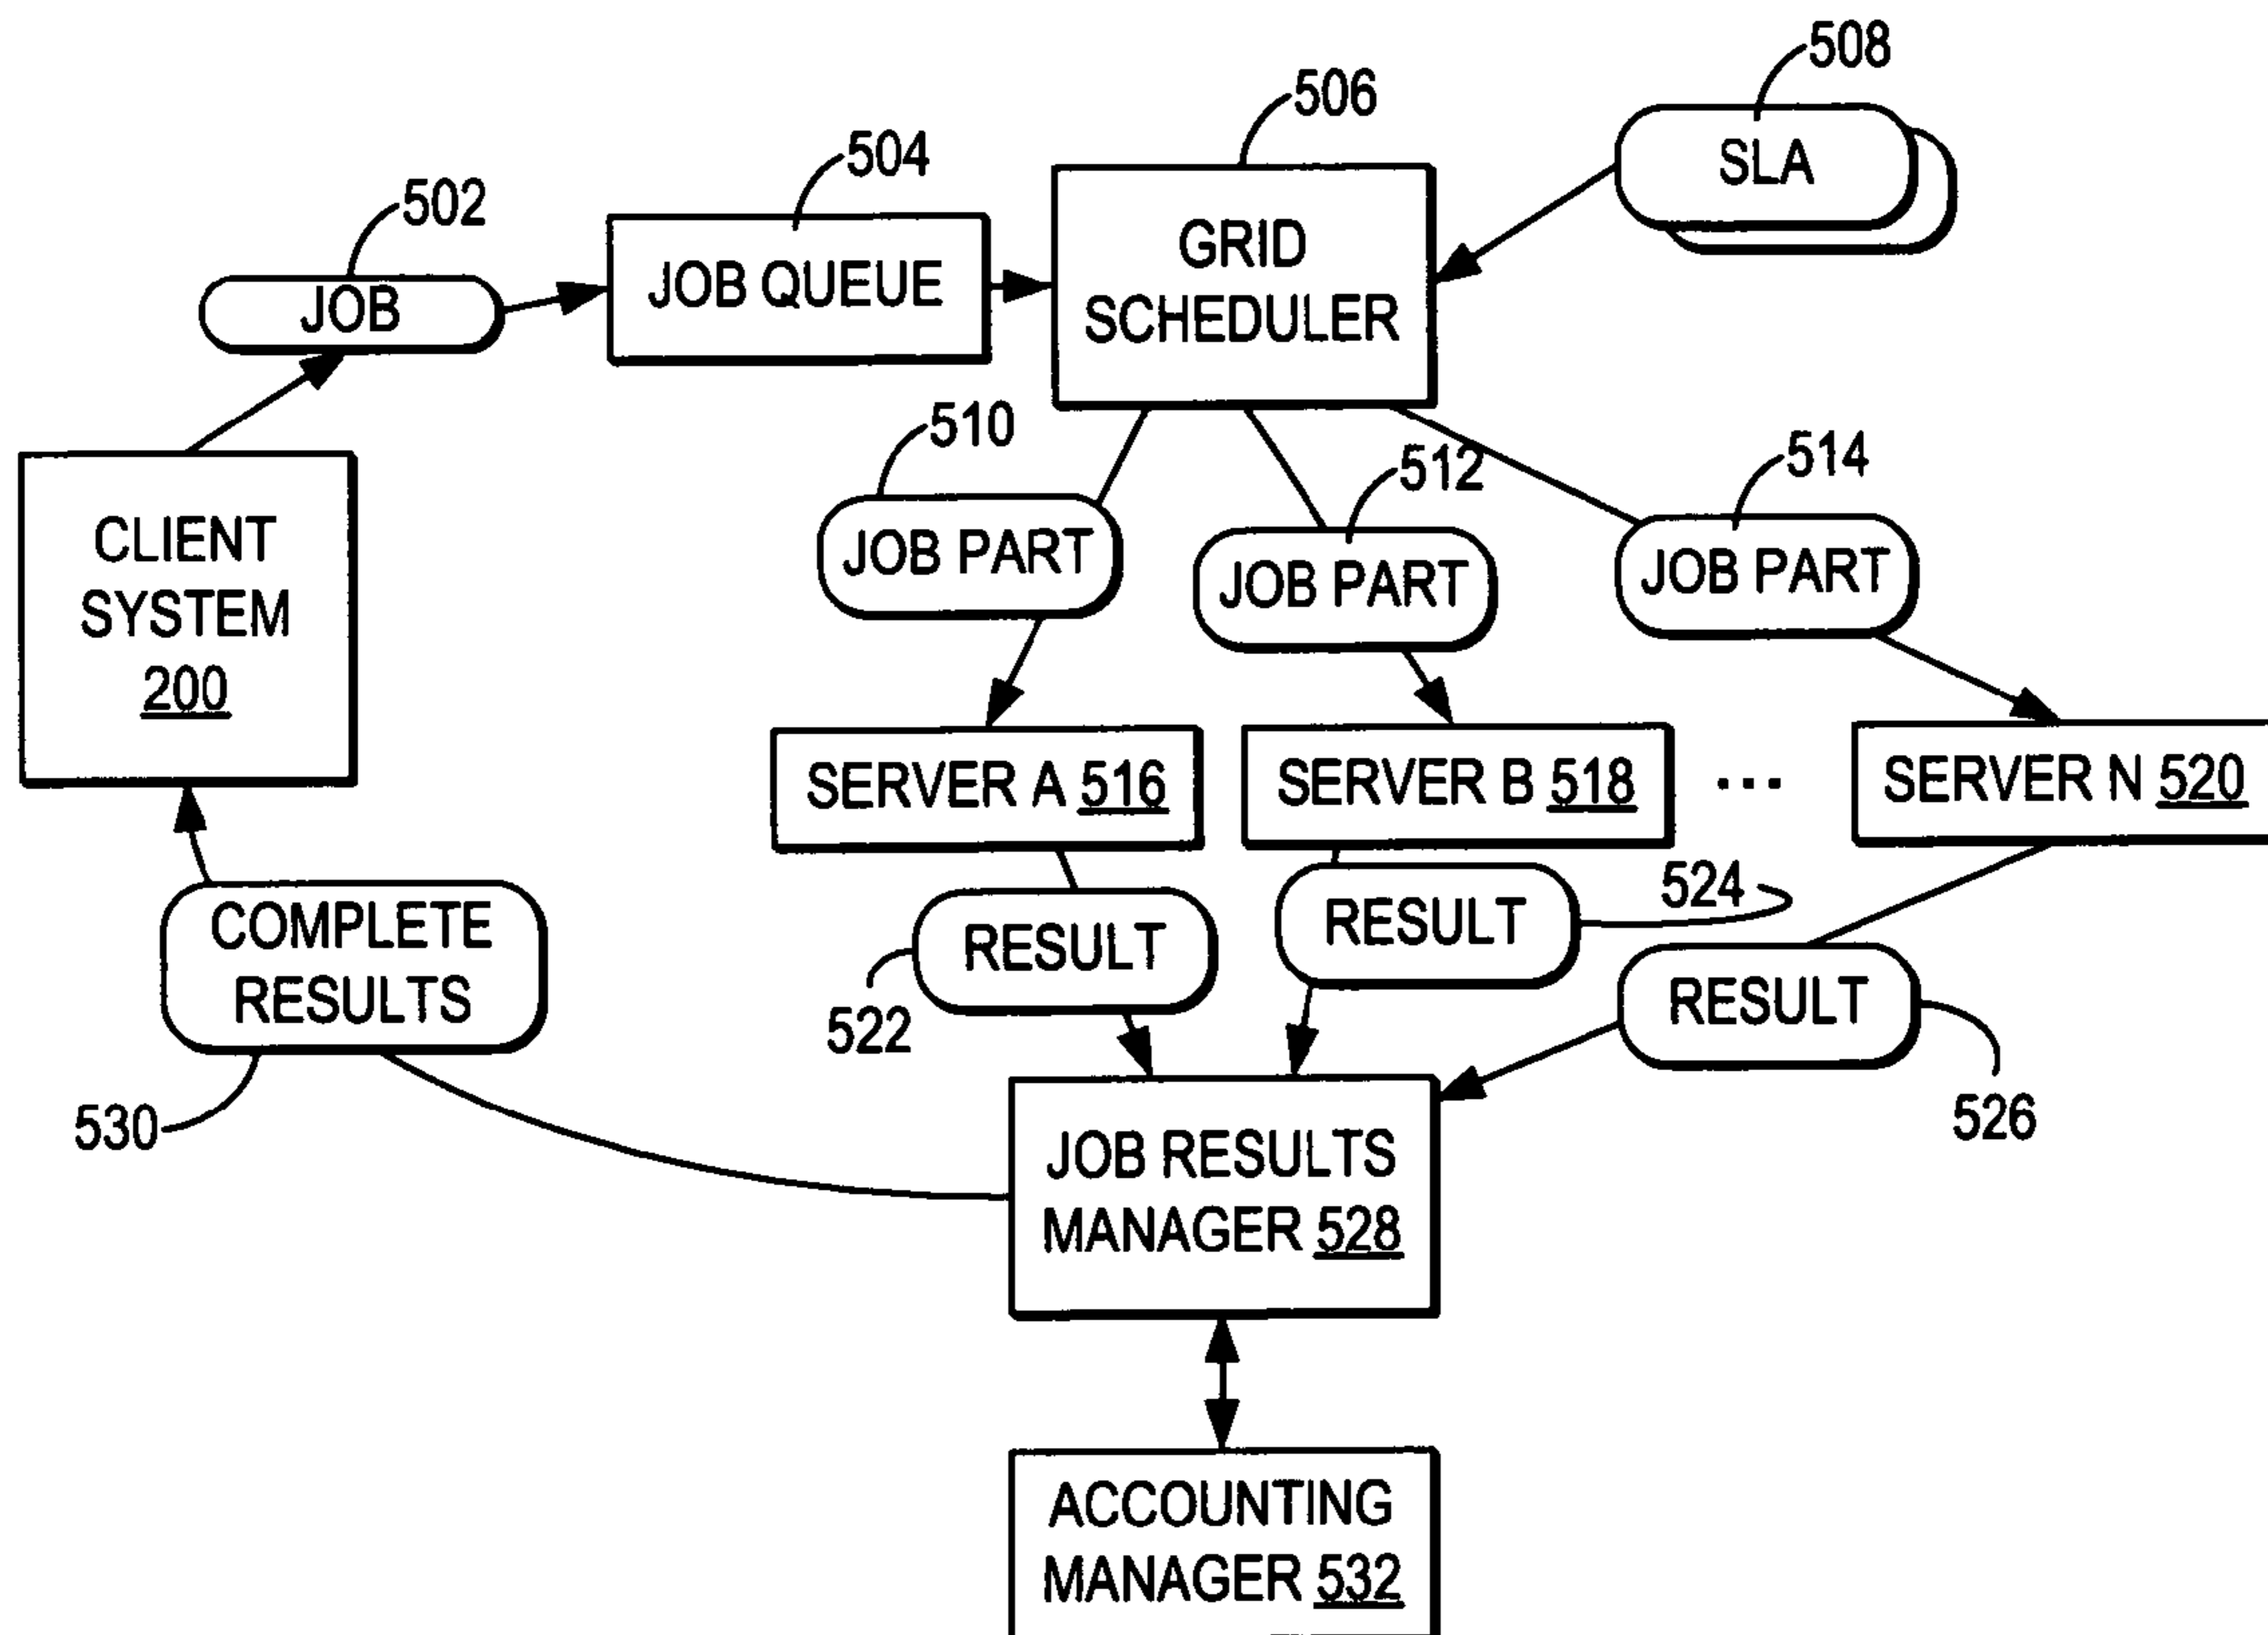 508
506
SLA
504
502
GRID
SCHEDULER
JOB QUEUE
JOB
510
512
514
CLIENT
SYSTEM
200
JOB PART
JOB PART
JOB PART
SERVER A 516
SERVER B 518
...
SERVER N 520
524
COMPLETE
RESULTS
RESULT
RESULT
RESULT
522
530
526
JOB RESULTS
MANAGER 528
ACCOUNTING
MANAGER 532